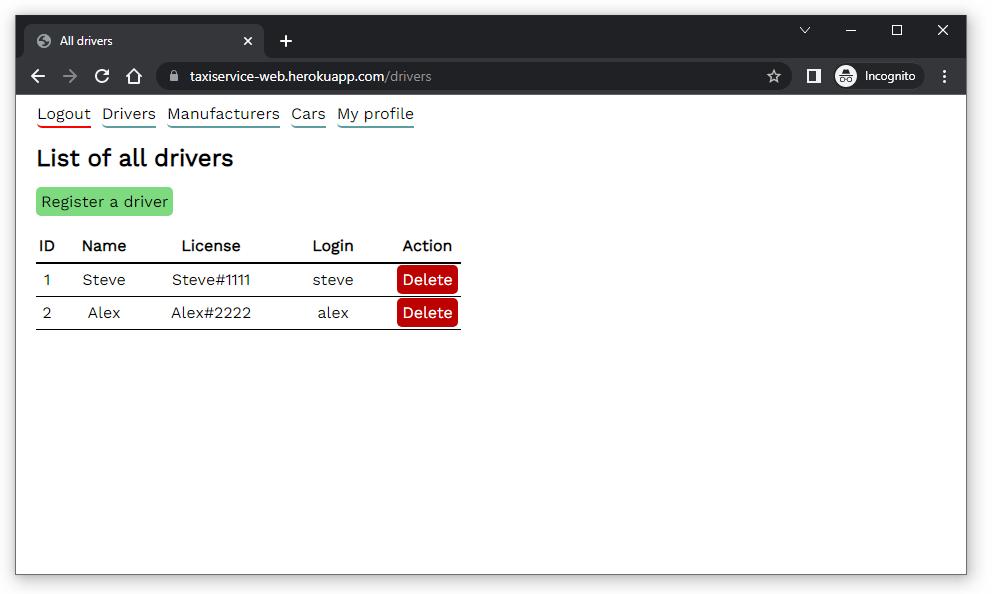 All drivers
taxiservice-web.herokuapp.com/drivers
Incognito
Logout Drivers Manufacturers Cars My profile
List of all drivers
Register a driver
ID Name License Login Action
1 Steve Steve#1111 steve Delete
2 Alex Alex#2222 alex Delete